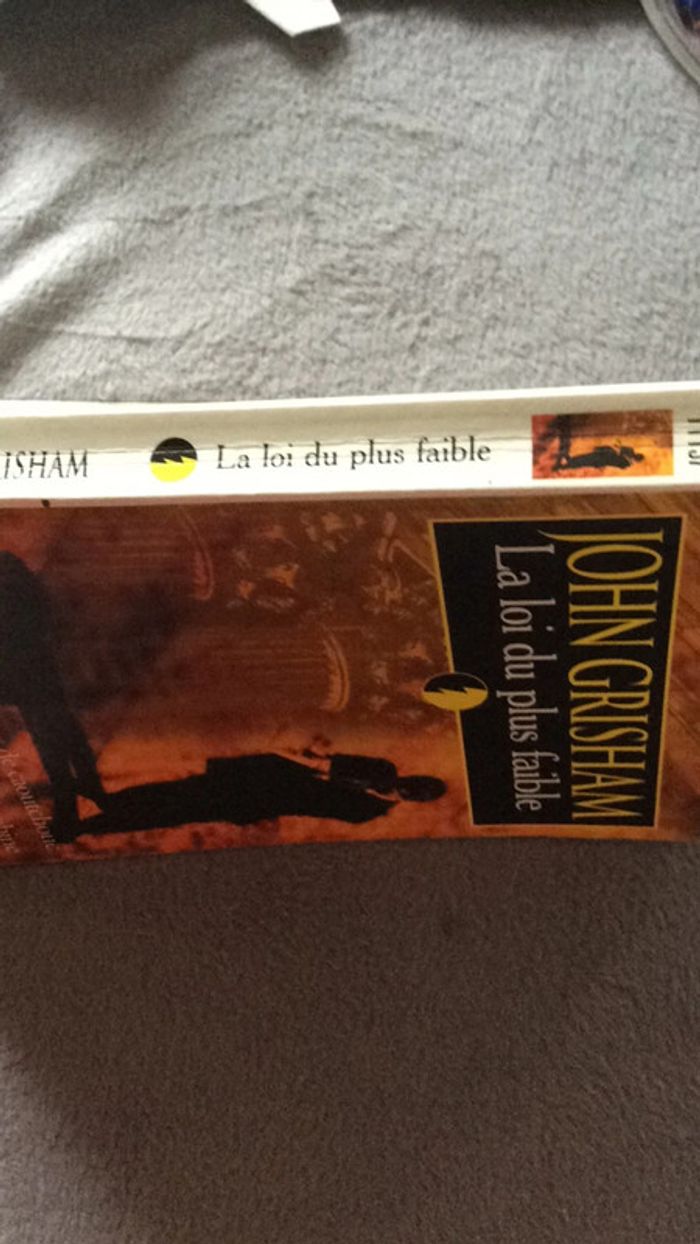 ISHAM La loi du plus faible
JOHN GRISHAM
La loi du plus faible